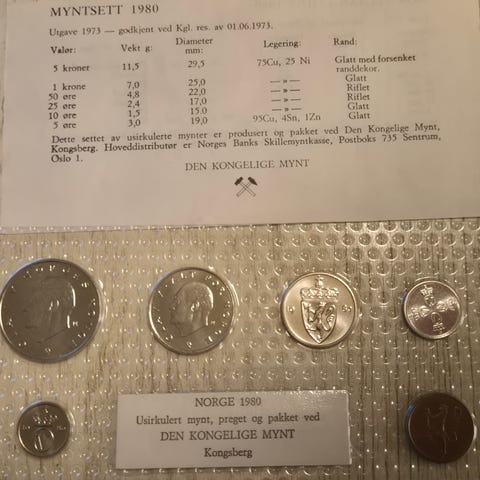 MYNTSETT 1980
Utgave 1973 — godkjent ved Kgl. res. av 01.06.1973.
Valør: Vekt g: Diameter mm: Legering: Rand:
5 kroner 11,5 29,5 75Cu, 25 Ni Glatt med forsenket randdekor.
1 krone 7,0 25,0 —»— Glatt
50 øre 4,8 22,0 —»— Riflet
25 øre 2,4 17,0 —»— Riflet
10 øre 1,5 15.0 —»— Glatt
5 øre 3,0 19,0 95Cu, 4Sn, 1Zn Glatt
Dette settet av usirkulerte mynter er produsert og pakket ved Den Kongelige Mynt,
Kongsberg. Hoveddistributør er Norges Banks Skillemyntkasse, Postboks 735 Sentrum,
Oslo 1.
DEN KONGELIGE MYNT
NORGE 1980
Usirkulert mynt, preget og pakket ved
DEN KONGELIGE MYNT
Kongsberg